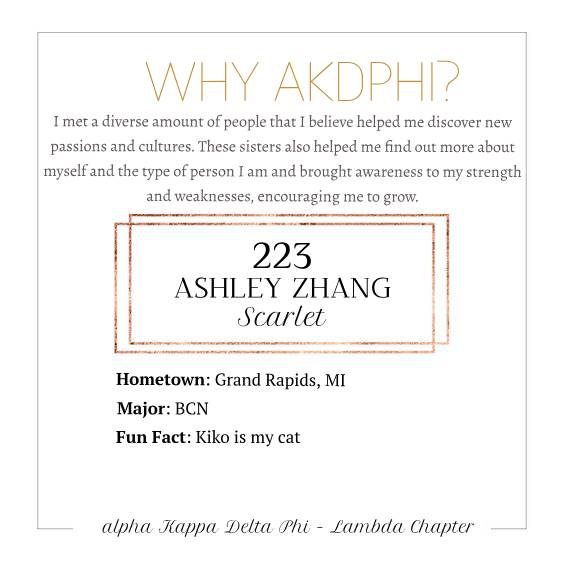 WHY AKDPHI?
I met a diverse amount of people that I believe helped me discover new
passions and cultures. These sisters also helped me find out more about
myself and the type of person I am and brought awareness to my strength
and weaknesses, encouraging me to grow.
223
ASHLEY ZHANG
Scarlet
Hometown: Grand Rapids, MI
Major: BCN
Fun Fact: Kiko is my cat
alpha Kappa Delta Phi - Lambda Chapter